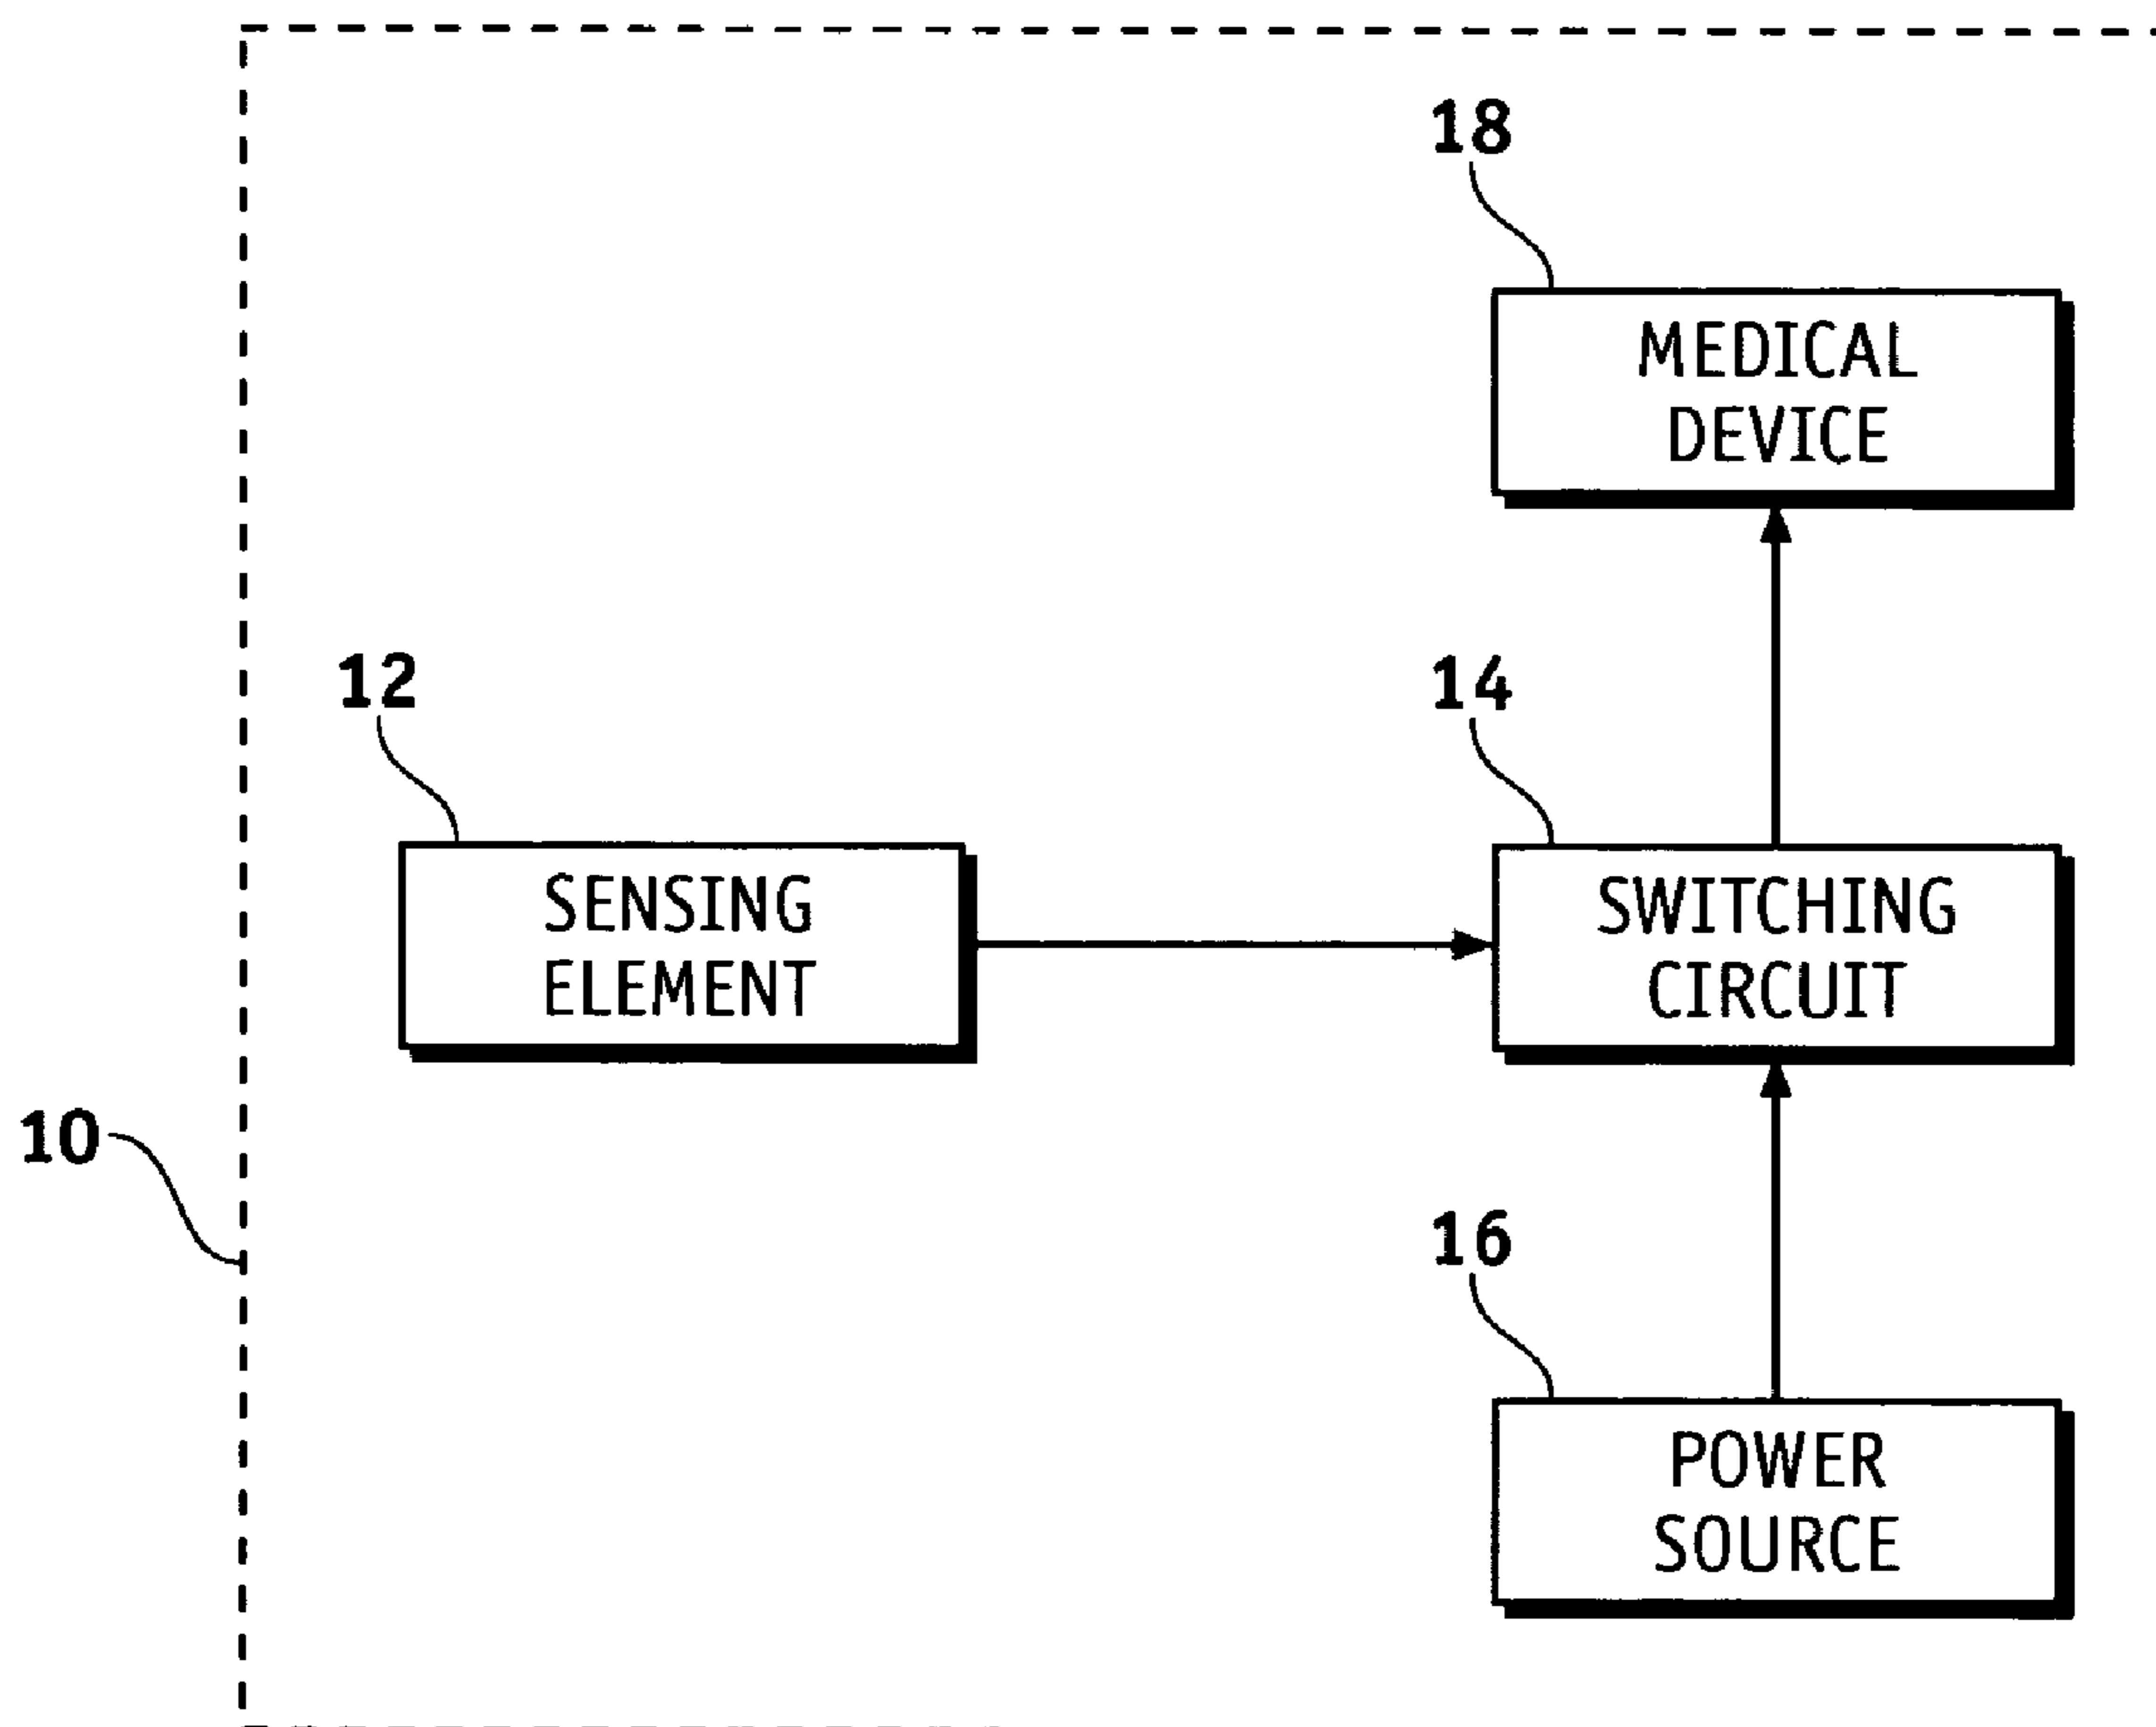 18
MEDICAL
DEVICE
12
14
SENSING
ELEMENT
SWITCHING
CIRCUIT
10
16
POWER
SOURCE